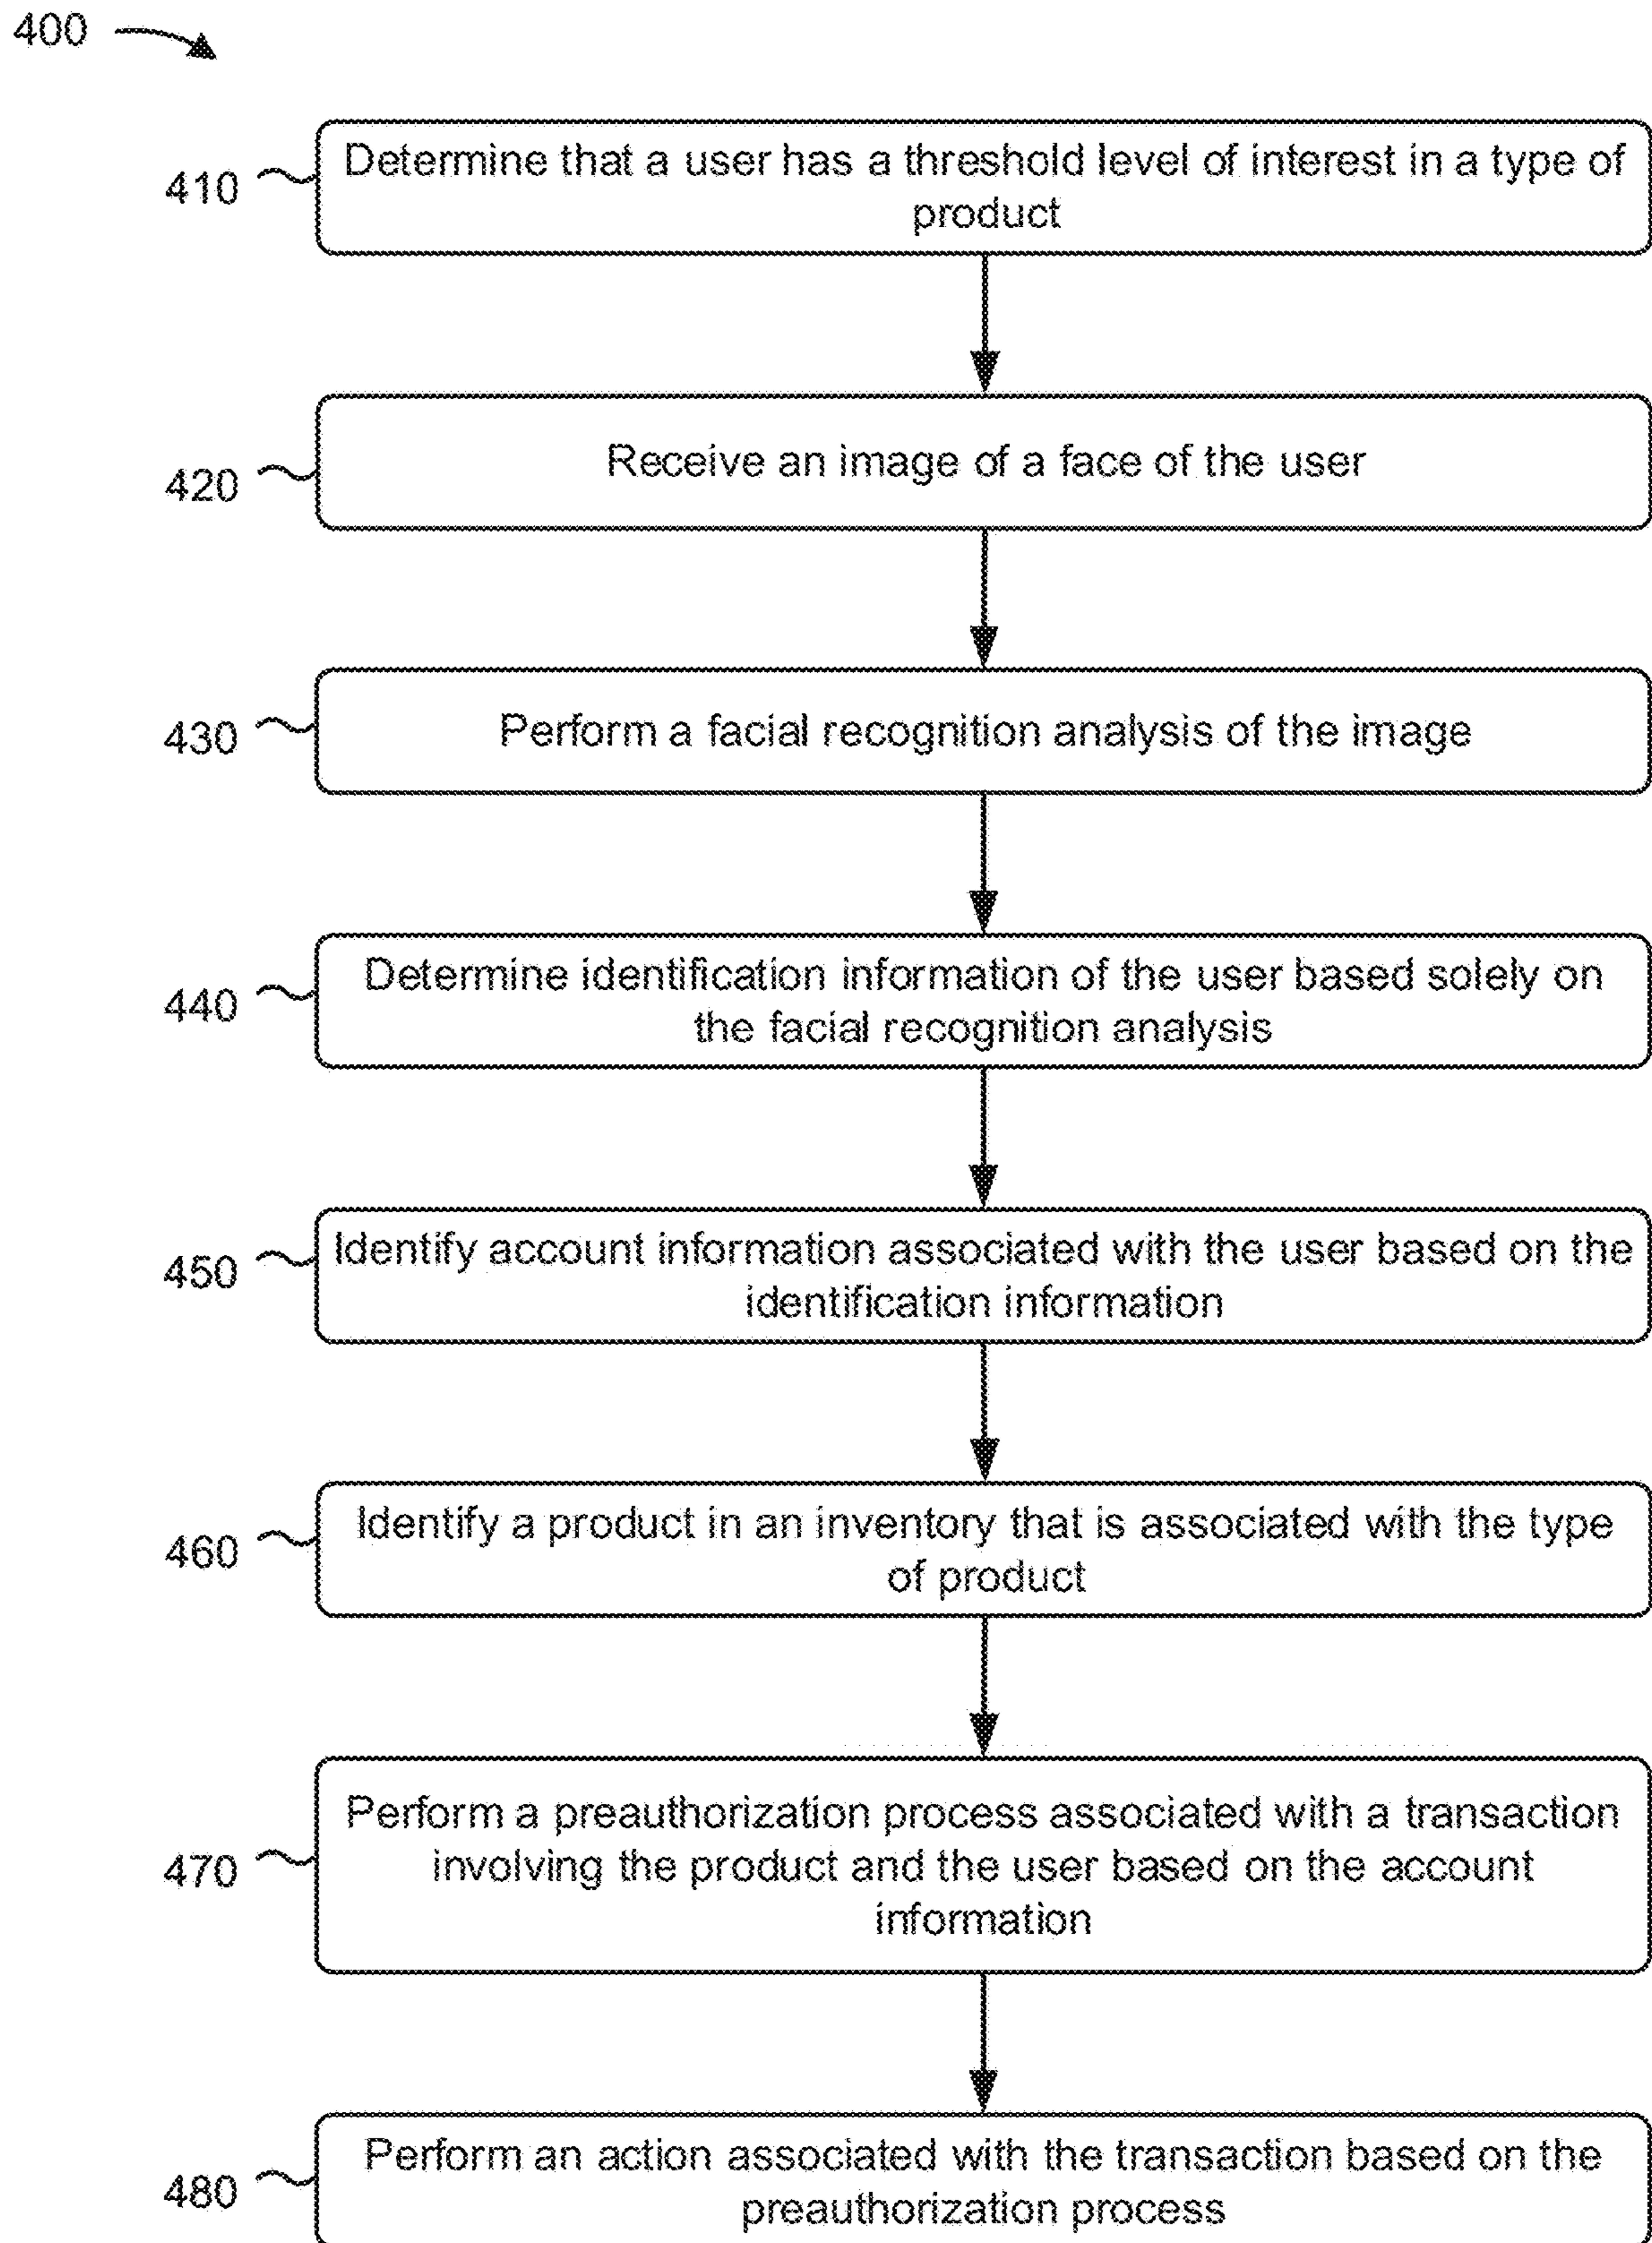 400
410
Determine that a user has a threshold level of interest in a type of
product
420
Receive an image of a face of the user
430
Perform a facial recognition analysis of the image
440
Determine identification information of the user based solely on
the facial recognition analysis
450
Identify account information associated with the user based on the
identification information
460
Identify a product in an inventory that is associated with the type
of product
470
Perform a preauthorization process associated with a transaction
involving the product and the user based on the account
information
480
Perform an action associated with the transaction based on the
preauthorization process